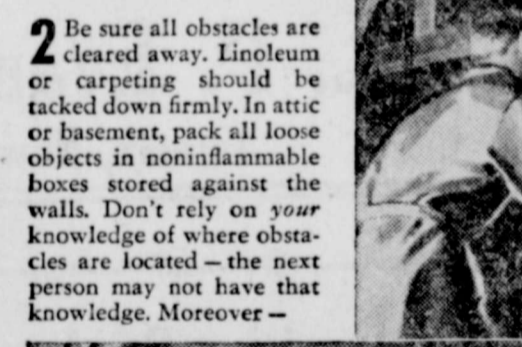 2 Be sure all obstacles are
cleared away. Linoleum
or carpeting should be
tacked down firmly. In attic
or basement, pack all loose
objects in noninflammable
boxes stored against the
walls. Don't rely on your
knowledge of where obsta-
cles are located — the next
person may not have that
knowledge. Moreover —